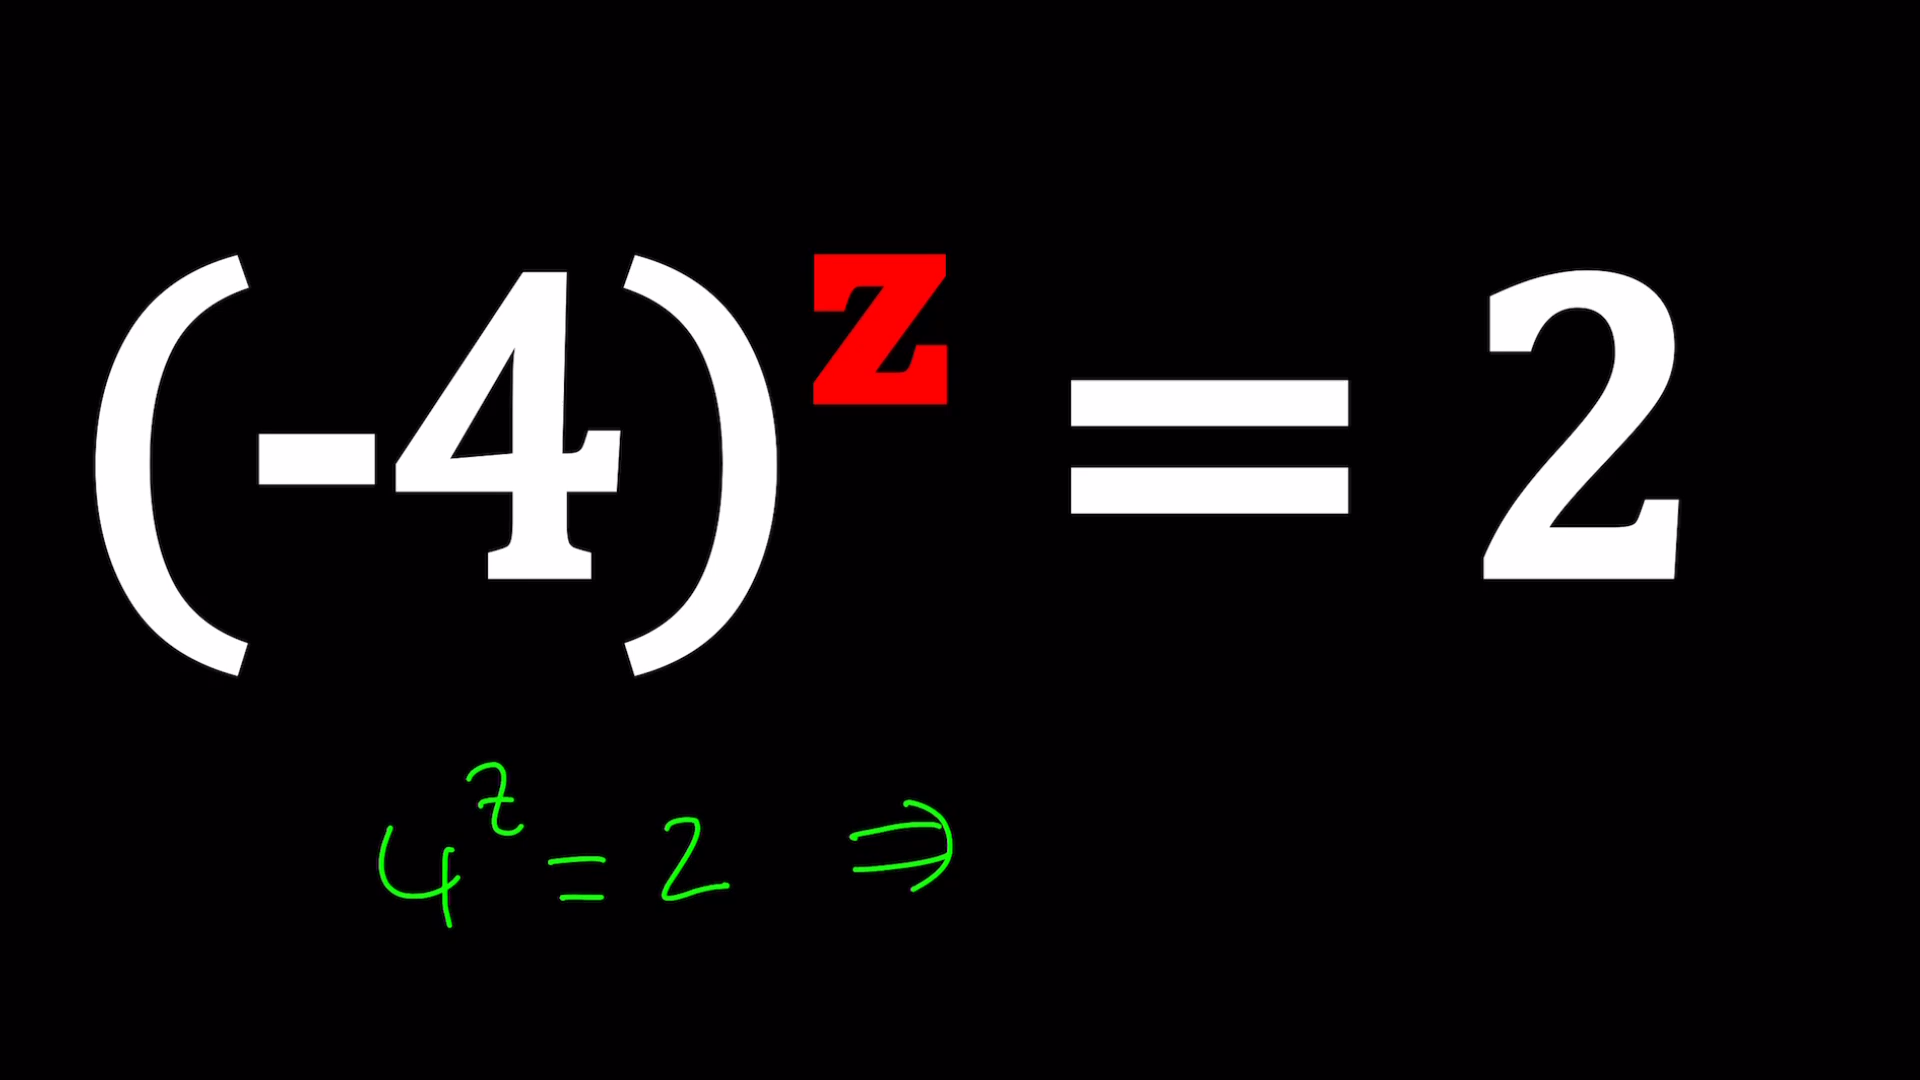 (-4)^z = 2
4^z = 2 ⇒